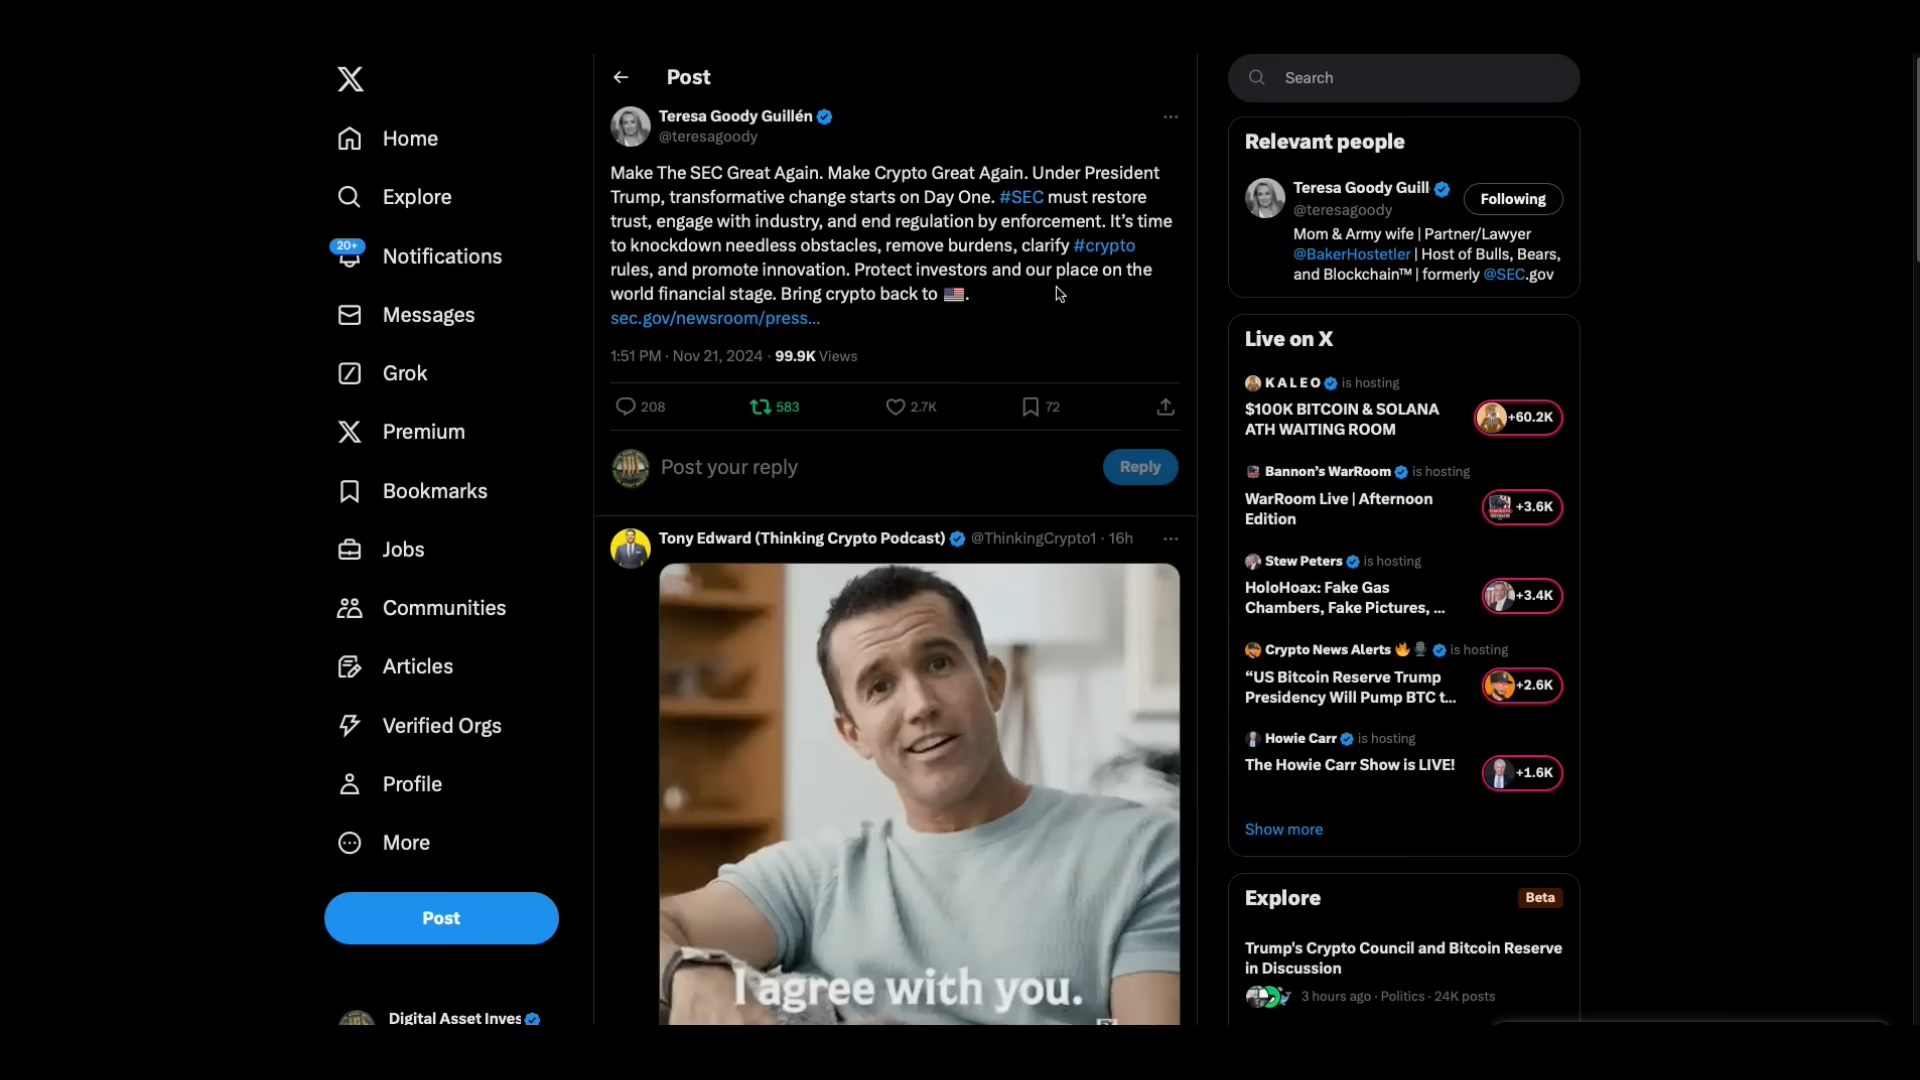 Home
Explore
20+
Notifications
Messages
Grok
Premium
Bookmarks
Jobs
Communities
Articles
Verified Orgs
Profile
More
Post
Digital Asset Inves
Post
Teresa Goody Guillén
@teresagoody
Make The SEC Great Again. Make Crypto Great Again. Under President
Trump, transformative change starts on Day One. #SEC must restore
trust, engage with industry, and end regulation by enforcement. It’s time
to knockdown needless obstacles, remove burdens, clarify #crypto
rules, and promote innovation. Protect investors and our place on the
world financial stage. Bring crypto back to 🇺🇸.
sec.gov/newsroom/press...
1:51 PM · Nov 21, 2024 · 99.9K Views
208 583 2.7K 72
Post your reply
Reply
Tony Edward (Thinking Crypto Podcast) @ThinkingCrypto1 · 16h
I agree with you.
Search
Relevant people
Teresa Goody Guill
@teresagoody
Following
Mom & Army wife | Partner/Lawyer
@BakerHostetler | Host of Bulls, Bears,
and Blockchain™ | formerly @SEC.gov
Live on X
KALEO is hosting
$100K BITCOIN & SOLANA
ATH WAITING ROOM
+60.2K
Bannon’s WarRoom is hosting
WarRoom Live | Afternoon
Edition
+3.6K
Stew Peters is hosting
HoloHoax: Fake Gas
Chambers, Fake Pictures, ...
+3.4K
Crypto News Alerts 🔥🎙 is hosting
“US Bitcoin Reserve Trump
Presidency Will Pump BTC t...
+2.6K
Howie Carr is hosting
The Howie Carr Show is LIVE!
+1.6K
Show more
Explore
Beta
Trump's Crypto Council and Bitcoin Reserve
in Discussion
3 hours ago · Politics · 24K posts